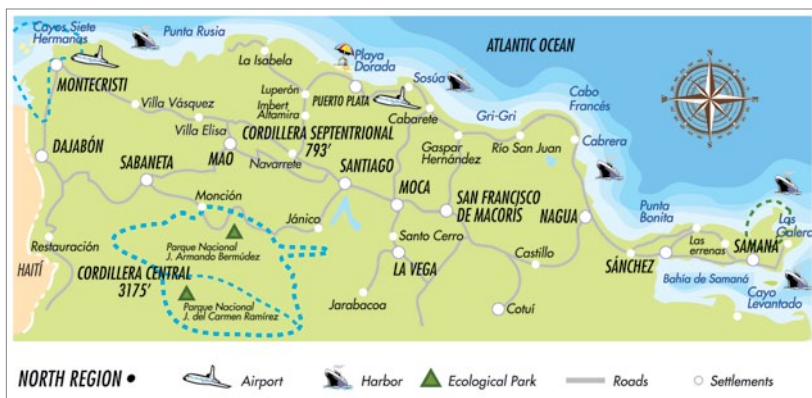 Cayos Siete
Hermanas
Punta Rusia
ATLANTIC OCEAN
La Isabela
Playa
Dorada
Sosúa
MONTECRISTI
Luperón
PUERTO PLATA
Cabo
Francés
Villa Vásquez
Imbert
Altamira
Cabarete
Gri-Gri
Villa Elisa
CORDILLERA SEPTENTRIONAL
793'
Gaspar
Hernández
Río San Juan
Cabrera
DAJABÓN
MAO
Navarrete
SABANETA
SANTIAGO
Monción
MOCA
SAN FRANCISCO
DE MACORÍS
NAGUA
Punta
Bonita
Jánico
Las
Galera
Restauración
Parque Nacional
J. Armando Bermúdez
Santo Cerro
Las
errenas
SAMANÁ
HAITÍ
CORDILLERA CENTRAL
3175'
LA VEGA
Castillo
SÁNCHEZ
Bahía de Samaná
Parque Nacional
J. del Carmen Ramírez
Jarabacoa
Cotuí
Cayo
Levantado
NORTH REGION
Airport
Harbor
Ecological Park
Roads
Settlements